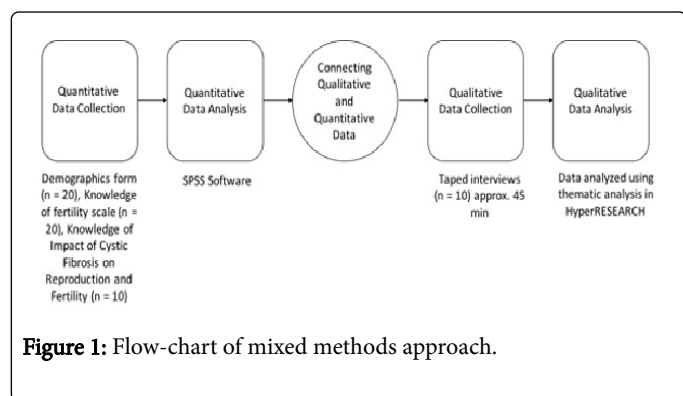 Quantitative
Data Collection
Quantitative
Data Analysis
Connecting
Qualitative
and
Quantitative
Data
Qualitative
Data Collection
Qualitative
Data Analysis
Demographics form
(n = 20), Knowledge
of fertility scale (n =
20), Knowledge of
Impact of Cystic
Fibrosis on
Reproduction and
Fertility (n = 10)
SPSS Software
Taped interviews
(n = 10) approx. 45
min
Data analyzed using
thematic analysis in
HyperRESEARCH
Figure 1: Flow-chart of mixed methods approach.